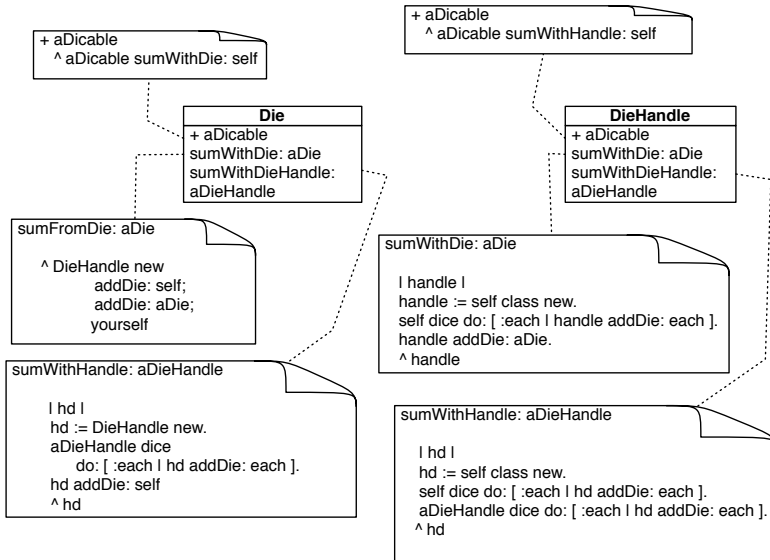 + aDicable
^ aDicable sumWithDie: self
+ aDicable
^ aDicable sumWithHandle: self
Die
+ aDicable
sumWithDie: aDie
sumWithDieHandle:
aDieHandle
DieHandle
+ aDicable
sumWithDie: aDie
sumWithDieHandle:
aDieHandle
sumFromDie: aDie
^ DieHandle new
addDie: self;
addDie: aDie;
yourself
sumWithDie: aDie
| handle |
handle := self class new.
self dice do: [ :each | handle addDie: each ].
handle addDie: aDie.
^ handle
sumWithHandle: aDieHandle
| hd |
hd := DieHandle new.
aDieHandle dice
do: [ :each | hd addDie: each ].
hd addDie: self
^ hd
sumWithHandle: aDieHandle
| hd |
hd := self class new.
self dice do: [ :each | hd addDie: each ].
aDieHandle dice do: [ :each | hd addDie: each ].
^ hd